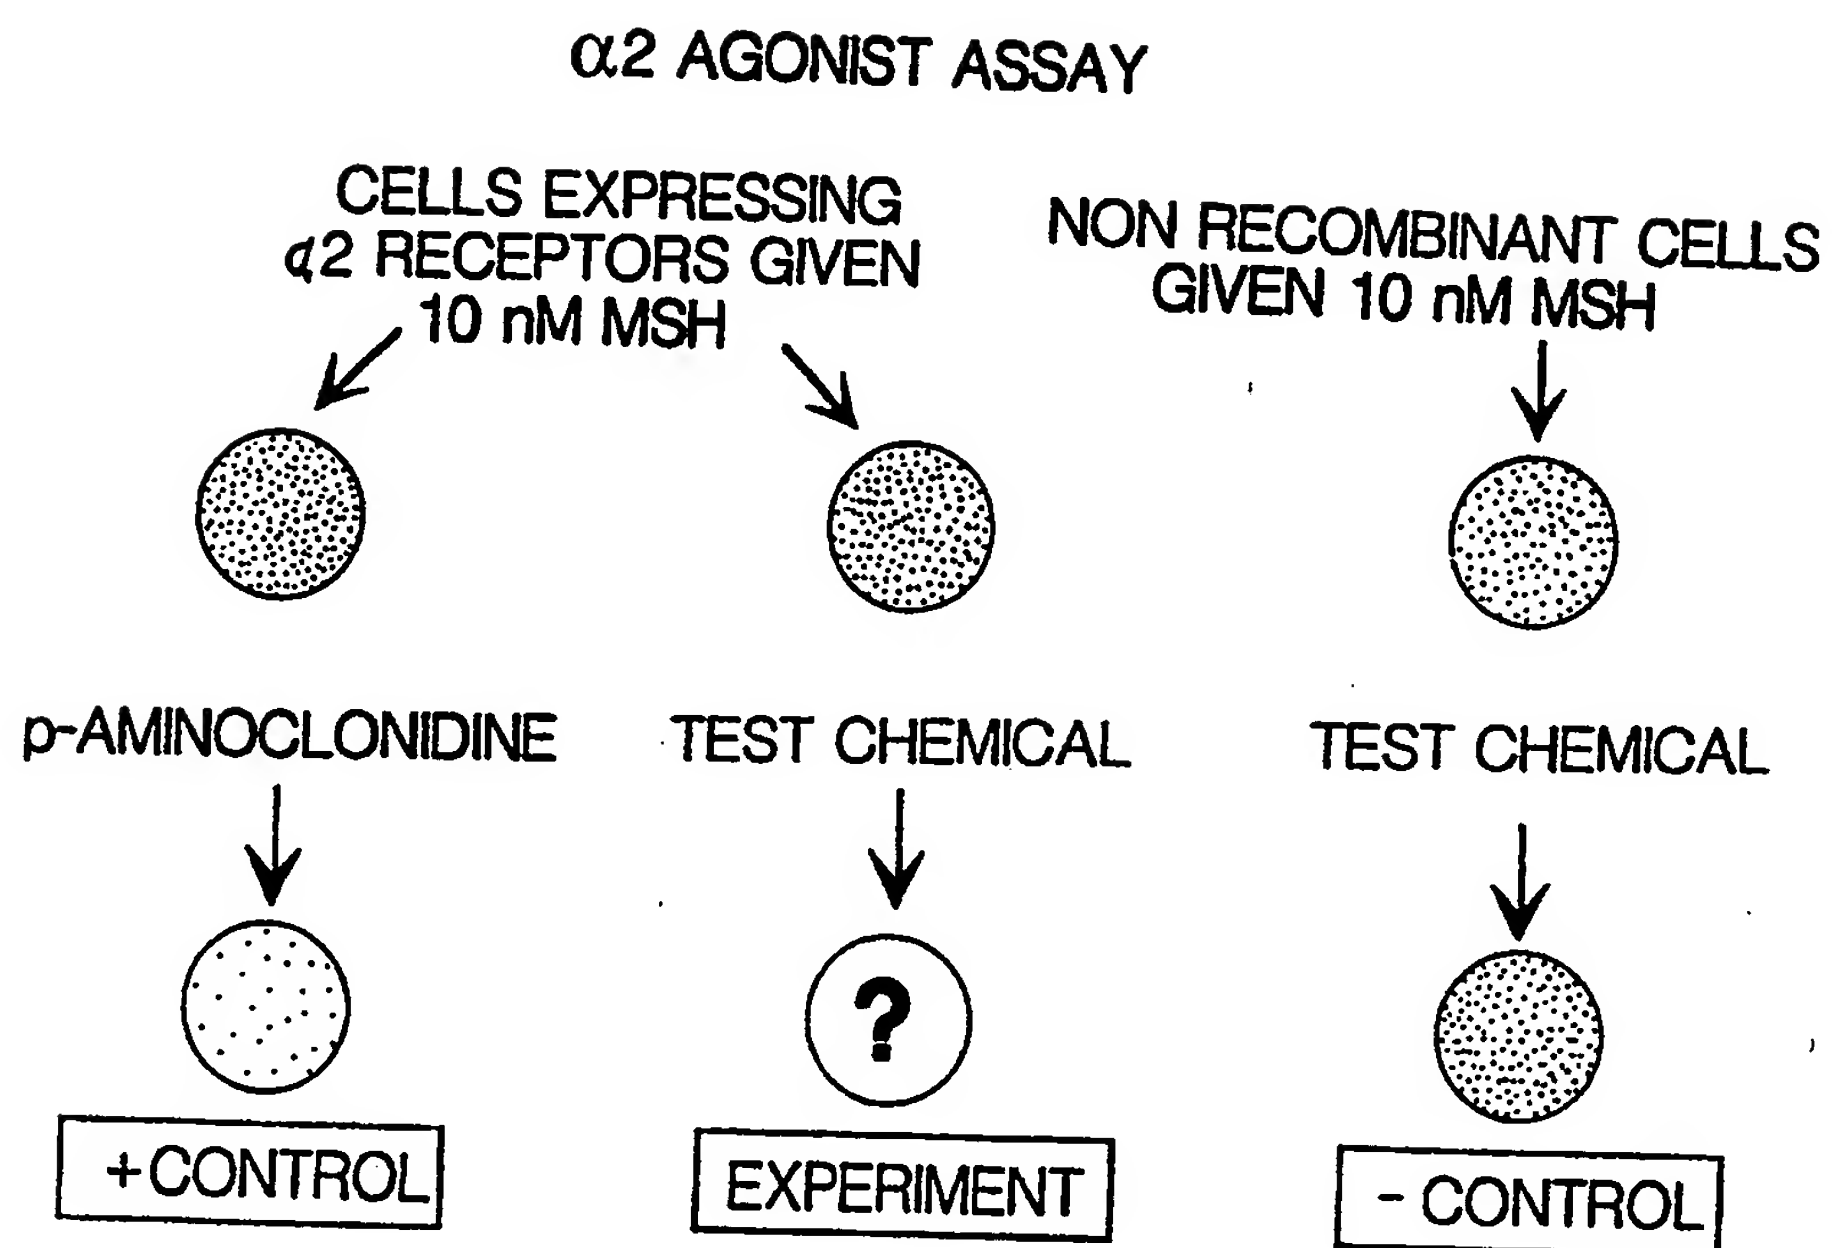 α2 AGONIST ASSAY
CELLS EXPRESSING
α2 RECEPTORS GIVEN
10 nM MSH
NON RECOMBINANT CELLS
GIVEN 10 nM MSH
p-AMINOCLONIDINE
TEST CHEMICAL
TEST CHEMICAL
?
+CONTROL
EXPERIMENT
- CONTROL